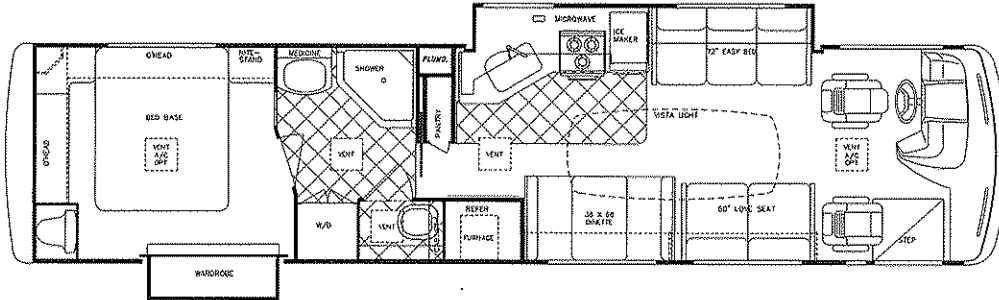 MICROWAVE
ICE
MAKER
O'HEAD
NITE-
STAND
MEDICINE
SHOWER
PLUMB.
72" EASY BED
BED BASE
PANTRY
VISTA LIGHT
O'HEAD
VENT
A/C
OPT
VENT
VENT
VENT
A/C
OPT
W/D
VENT
REFER
FURNACE
38 X 68
DINETTE
60" LOVE SEAT
STEP
WARDROBE